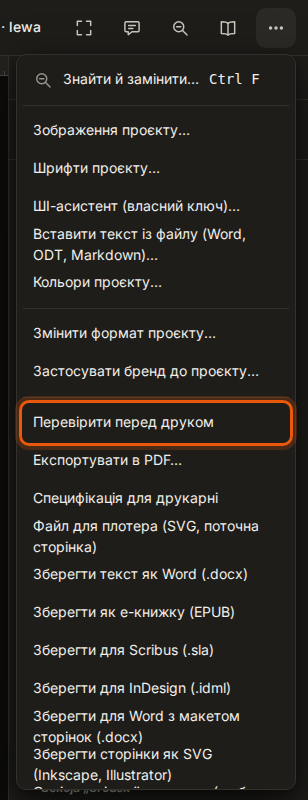 · Iewa
Знайти й замінити... Ctrl F
Зображення проєкту...
Шрифти проєкту...
ШІ-асистент (власний ключ)...
Вставити текст із файлу (Word,
ODT, Markdown)...
Кольори проєкту...
Змінити формат проєкту...
Застосувати бренд до проєкту...
Перевірити перед друком
Експортувати в PDF...
Специфікація для друкарні
Файл для плотера (SVG, поточна
сторінка)
Зберегти текст як Word (.docx)
Зберегти як е-книжку (EPUB)
Зберегти для Scribus (.sla)
Зберегти для InDesign (.idml)
Зберегти для Word з макетом
сторінок (.docx)
Зберегти сторінки як SVG
(Inkscape, Illustrator)